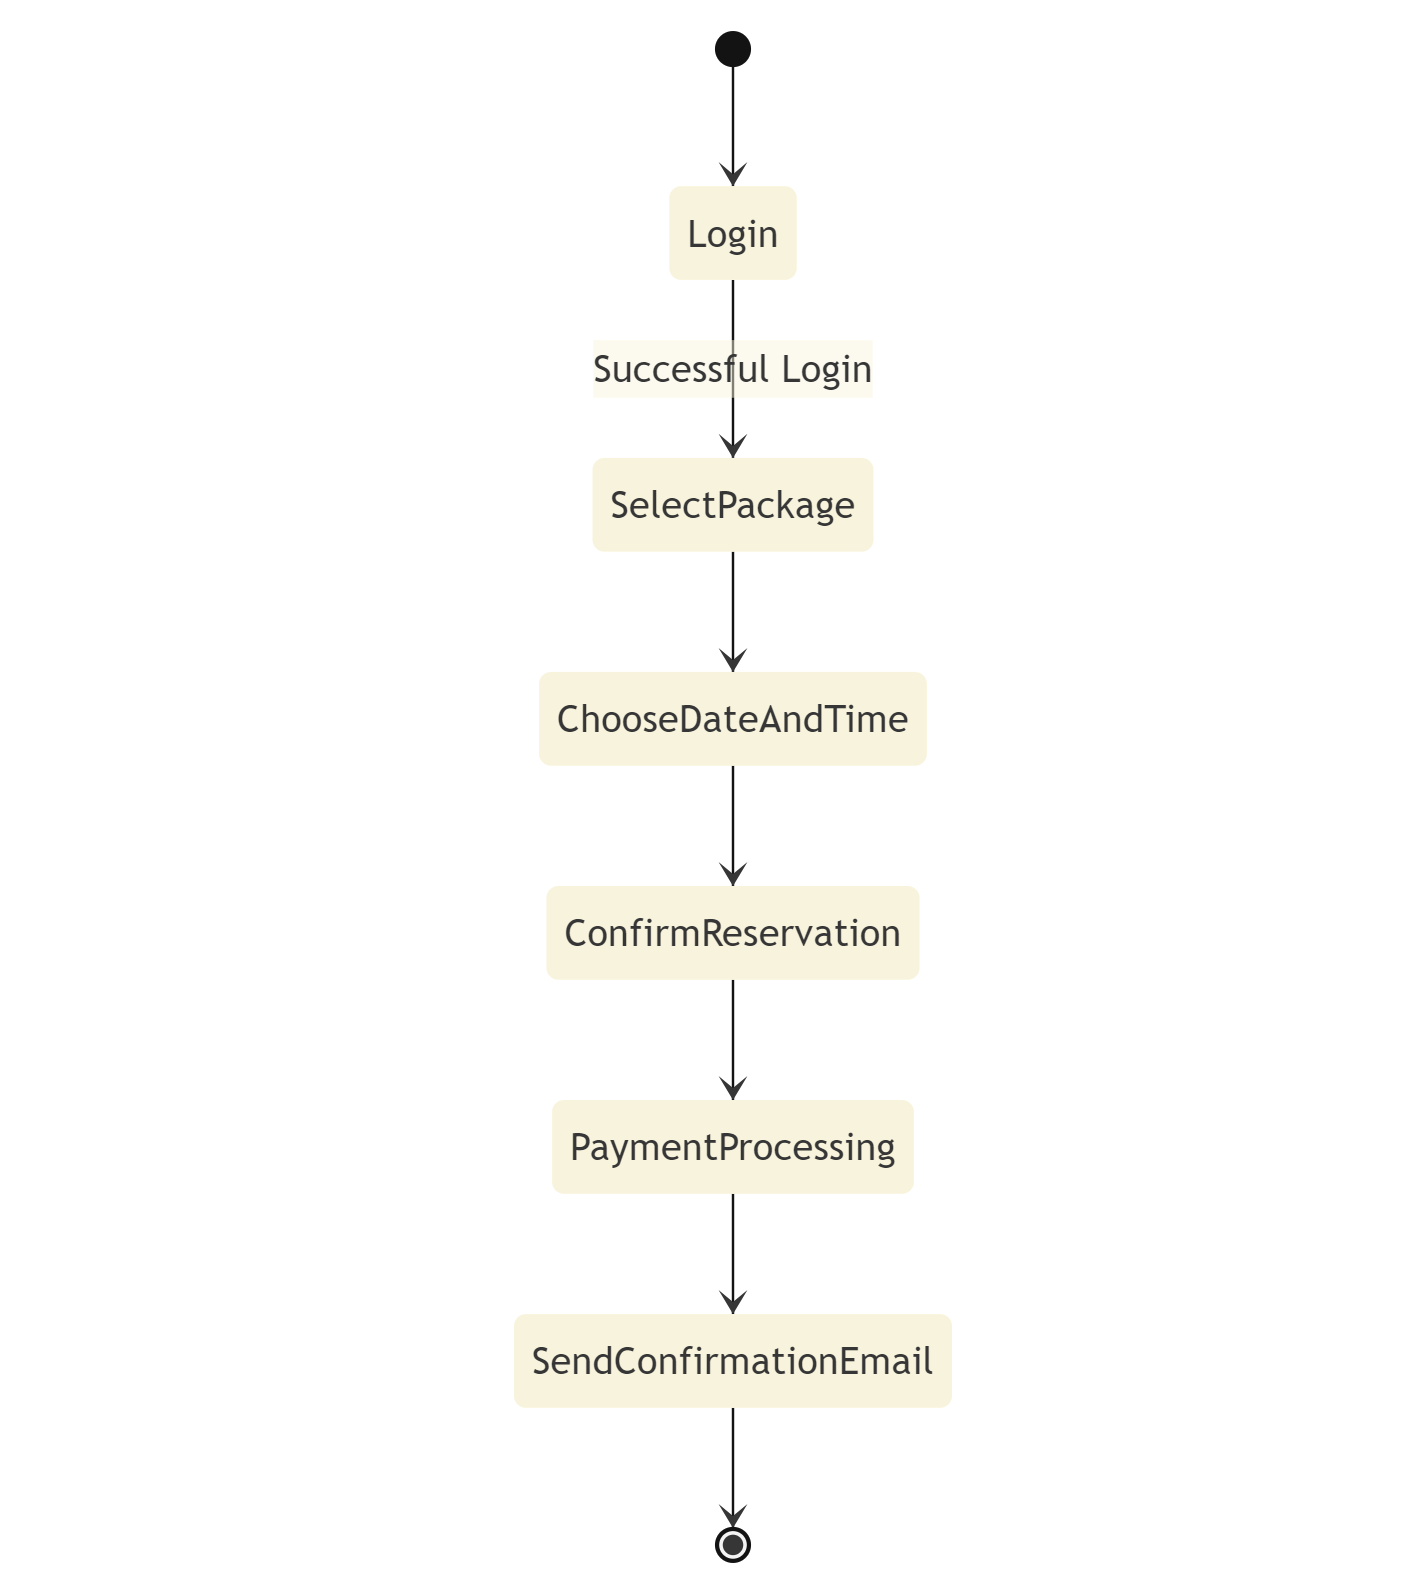 Login
Successful Login
SelectPackage
ChooseDateAndTime
ConfirmReservation
PaymentProcessing
SendConfirmationEmail